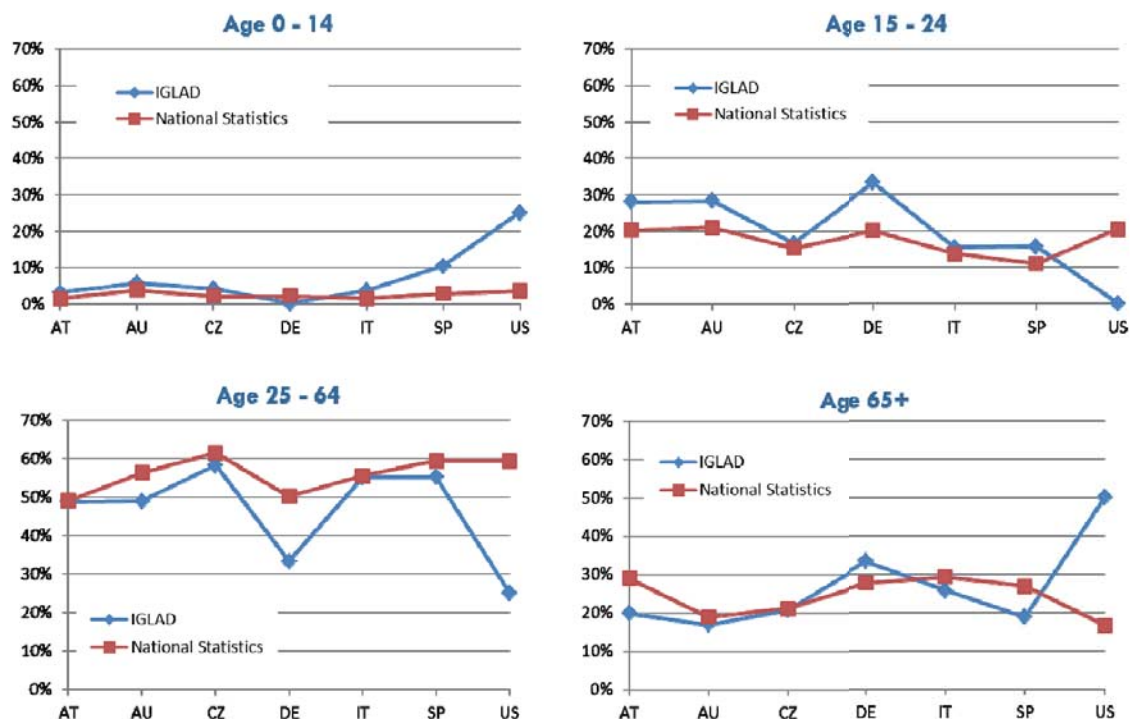 Age 0 - 14
70%
60%
50%
40%
30%
20%
10%
0%
IGLAD
National Statistics
AT AU CZ DE IT SP US
Age 15 - 24
70%
60%
50%
40%
30%
20%
10%
0%
IGLAD
National Statistics
AT AU CZ DE IT SP US
Age 25 - 64
70%
60%
50%
40%
30%
20%
10%
0%
IGLAD
National Statistics
AT AU CZ DE IT SP US
Age 65+
70%
60%
50%
40%
30%
20%
10%
0%
IGLAD
National Statistics
AT AU CZ DE IT SP US